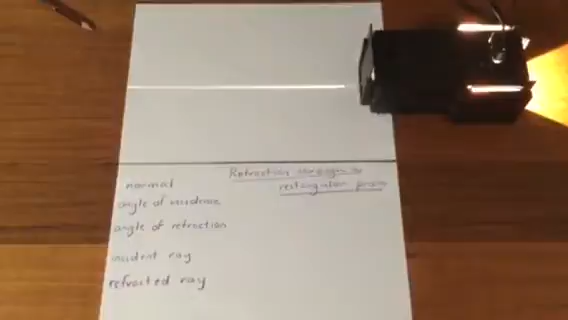 Refraction through a
rectangular prism
normal
angle of incidence
angle of refraction
incident ray
refracted ray